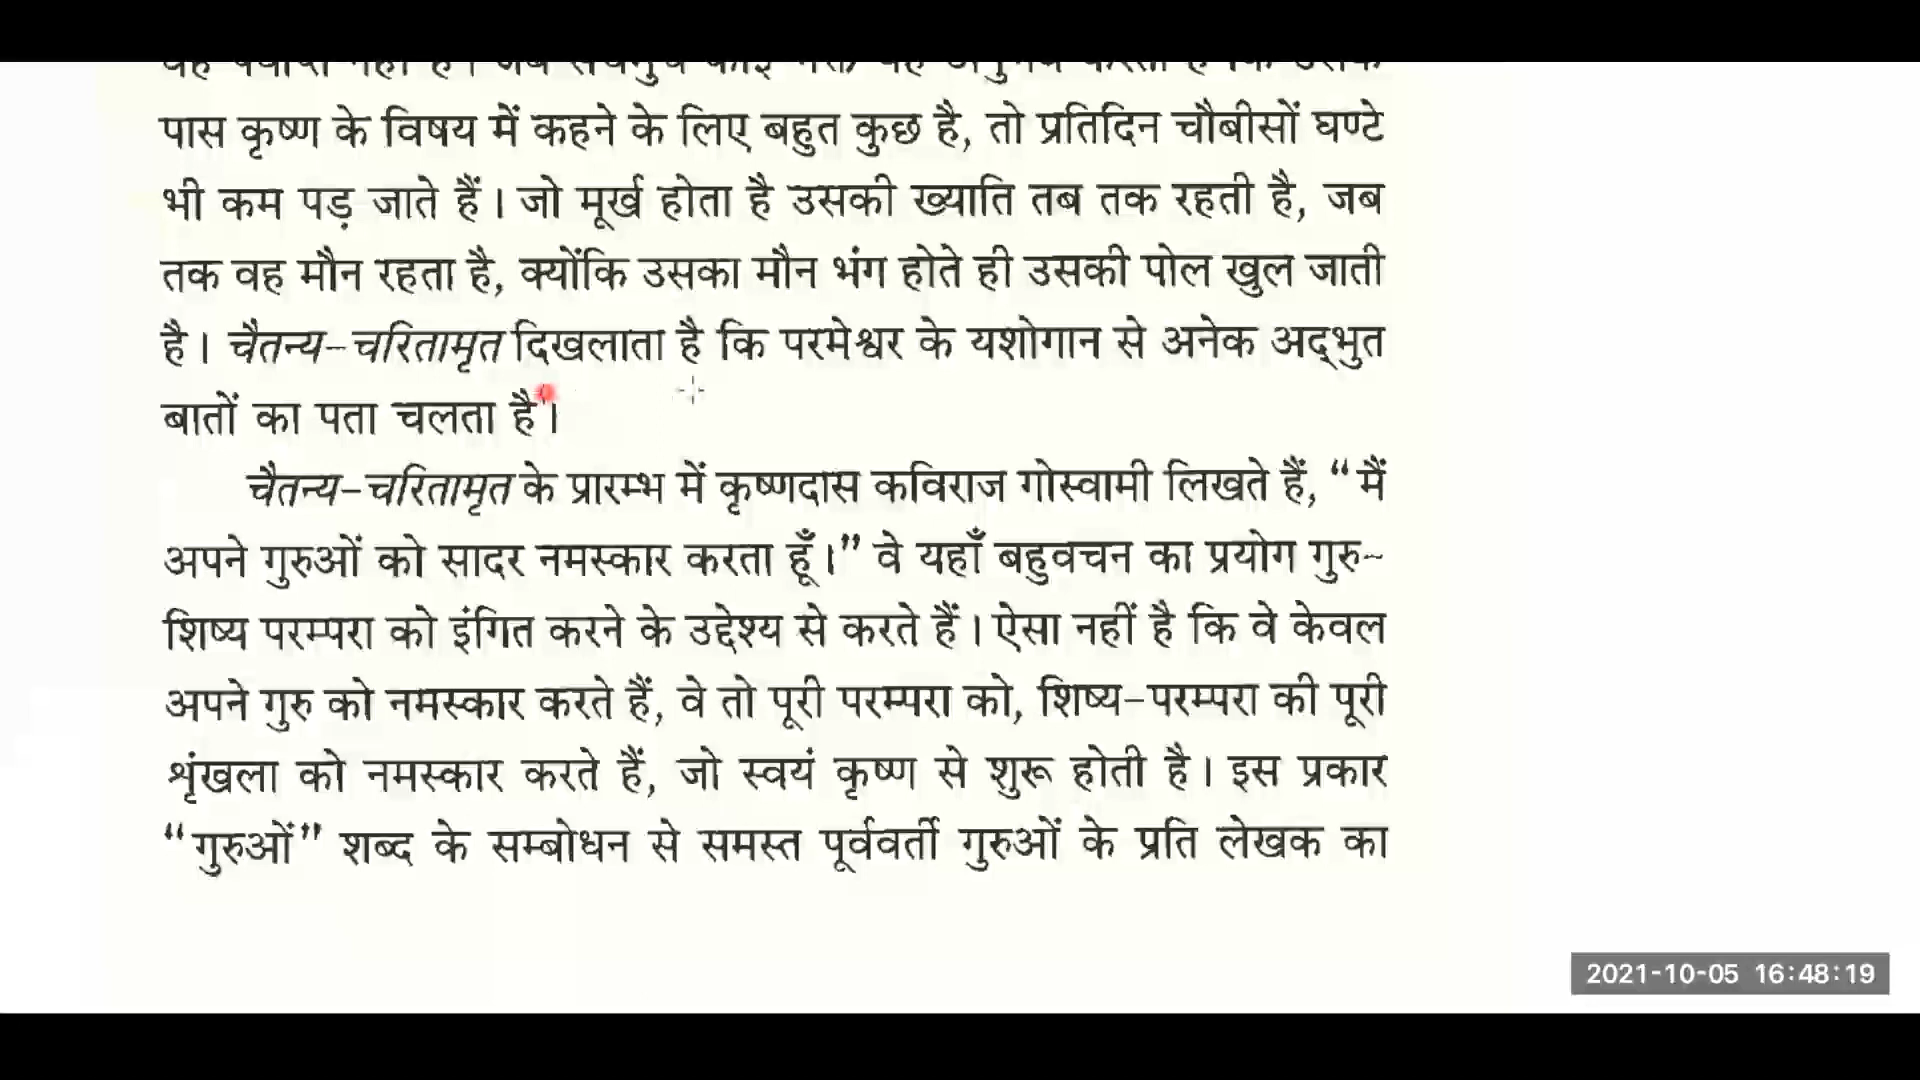 पास कृष्ण के विषय में कहने के लिए बहुत कुछ है, तो प्रतिदिन चौबीसों घण्टे
भी कम पड़ जाते हैं। जो मूर्ख होता है उसकी ख्याति तब तक रहती है, जब
तक वह मौन रहता है, क्योंकि उसका मौन भंग होते ही उसकी पोल खुल जाती
है। चैतन्य-चरितामृत दिखलाता है कि परमेश्वर के यशोगान से अनेक अद्‌भुत
बातों का पता चलता है।
चैतन्य-चरितामृत के प्रारम्भ में कृष्णदास कविराज गोस्वामी लिखते हैं, “मैं
अपने गुरुओं को सादर नमस्कार करता हूँ।” वे यहाँ बहुवचन का प्रयोग गुरु-
शिष्य परम्परा को इंगित करने के उद्देश्य से करते हैं। ऐसा नहीं है कि वे केवल
अपने गुरु को नमस्कार करते हैं, वे तो पूरी परम्परा को, शिष्य-परम्परा की पूरी
शृंखला को नमस्कार करते हैं, जो स्वयं कृष्ण से शुरू होती है। इस प्रकार
“गुरुओं” शब्द के सम्बोधन से समस्त पूर्ववर्ती गुरुओं के प्रति लेखक का
2021-10-05 16:48:19